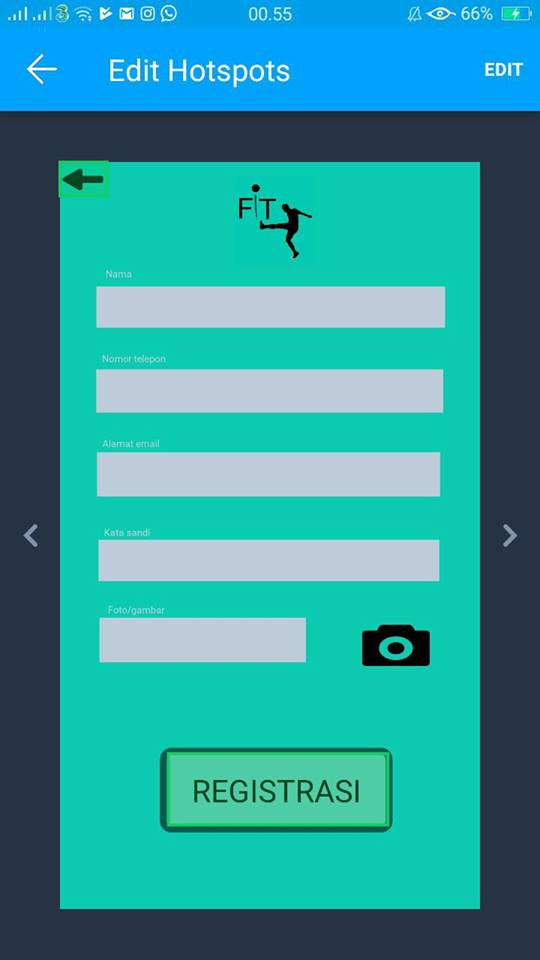 00.55
66%
Edit Hotspots
EDIT
FiT
Nama
Nomor telepon
Alamat email
Kata sandi
Foto/gambar
REGISTRASI